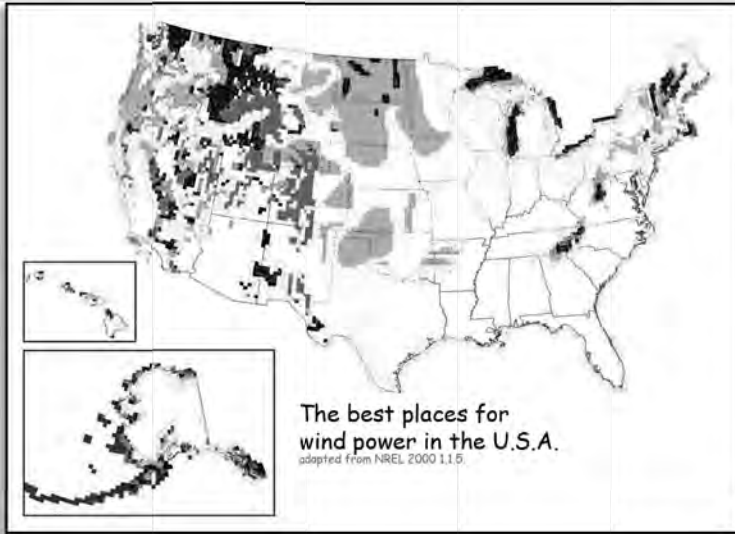 The best places for
wind power in the U.S.A.
adapted from NREL 2000 1.1.5.